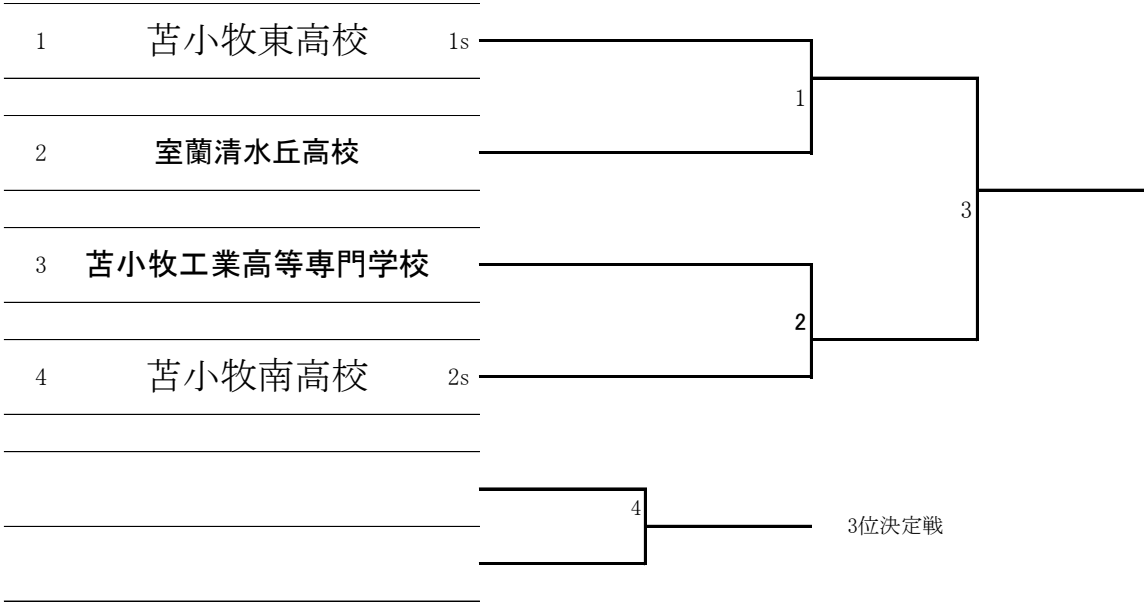 1 苫小牧東高校 1s
1
2 室蘭清水丘高校
3
3 苫小牧工業高等専門学校
2
4 苫小牧南高校 2s
4
3位決定戦